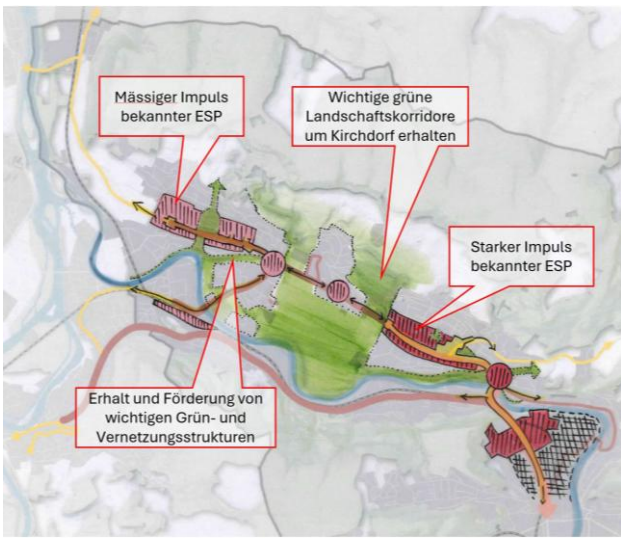 Mässiger Impuls
bekannter ESP
Wichtige grüne
Landschaftskorridore
um Kirchdorf erhalten
Starker Impuls
bekannter ESP
Erhalt und Förderung von
wichtigen Grün- und
Vernetzungsstrukturen